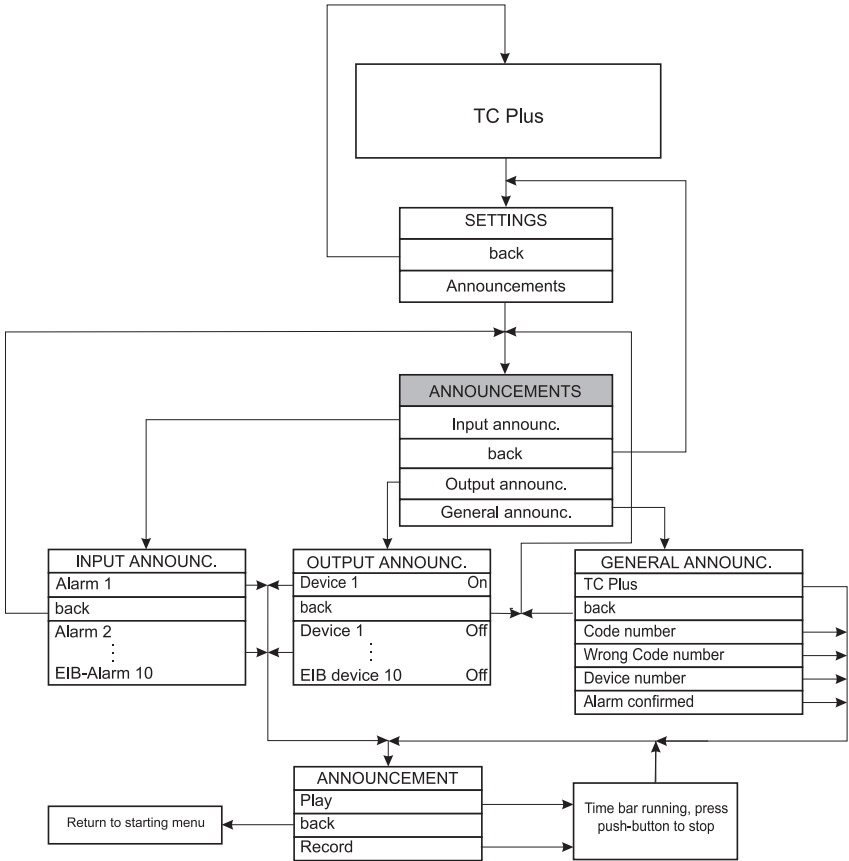 TC Plus
SETTINGS
back
Announcements
ANNOUNCEMENTS
Input announc.
back
Output announc.
General announc.
INPUT ANNOUNC.
Alarm 1
back
Alarm 2
⋮
EIB-Alarm 10
OUTPUT ANNOUNC.
Device 1 On
back
Device 1 Off
⋮
EIB device 10 Off
GENERAL ANNOUNC.
TC Plus
back
Code number
Wrong Code number
Device number
Alarm confirmed
ANNOUNCEMENT
Play
back
Record
Return to starting menu
Time bar running, press
push-button to stop